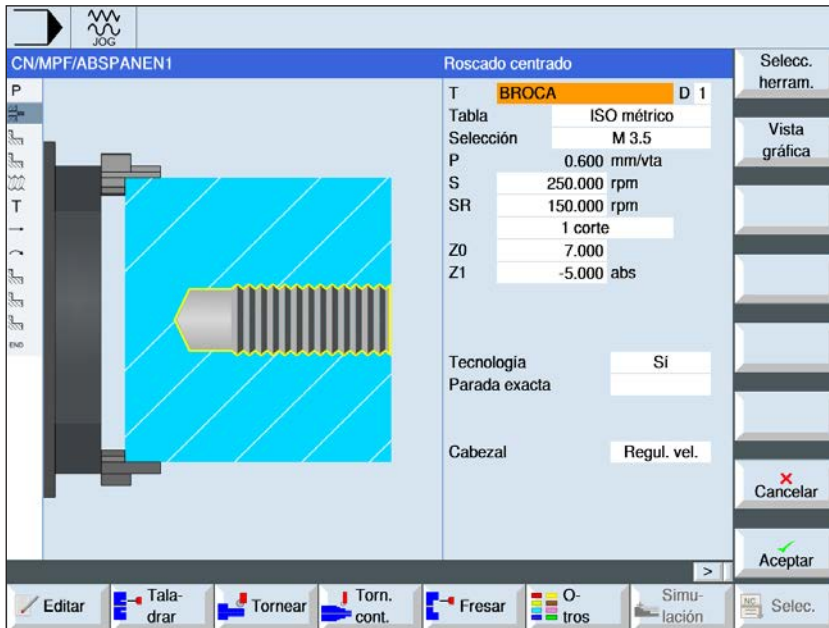 JOG
CN/MPF/ABSPANEN1
Roscado centrado
P
T
END
T BROCA D 1
Tabla ISO métrico
Selección M 3.5
P 0.600 mm/vta
S 250.000 rpm
SR 150.000 rpm
1 corte
Z0 7.000
Z1 -5.000 abs
Tecnología Sí
Parada exacta
Cabezal Regul. vel.
Selecc.
herram.
Vista
gráfica
Cancelar
Aceptar
>
Editar
Tala-
drar
Tornear
Torn.
cont.
Fresar
O-
tros
Simu-
lación
NC
Selec.